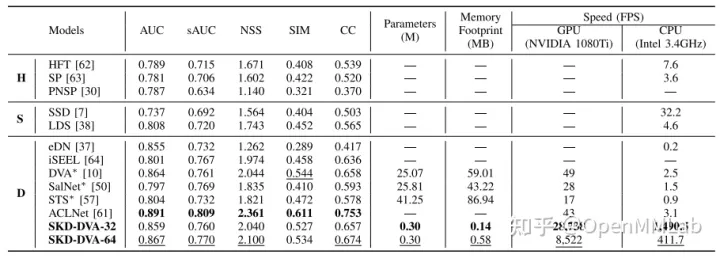 Models AUC sAUC NSS SIM CC Parameters (M) Memory Footprint (MB) Speed (FPS) GPU (NVIDIA 1080Ti) CPU (Intel 3.4GHz)
H
HFT [62] 0.789 0.715 1.671 0.408 0.539 — — — 7.6
SP [63] 0.781 0.706 1.602 0.422 0.520 — — — 3.6
PNSP [30] 0.787 0.634 1.140 0.321 0.370 — — — —
S
SSD [7] 0.737 0.692 1.564 0.404 0.503 — — — 32.2
LDS [38] 0.808 0.720 1.743 0.452 0.565 — — — 4.6
D
eDN [37] 0.855 0.732 1.262 0.289 0.417 — — — 0.2
iSEEL [64] 0.801 0.767 1.974 0.458 0.636 — — — —
DVA* [10] 0.864 0.761 2.044 0.544 0.658 25.07 59.01 49 2.5
SalNet* [50] 0.797 0.769 1.835 0.410 0.593 25.81 43.22 28 1.5
STS* [57] 0.804 0.732 1.821 0.472 0.578 41.25 86.94 17 0.9
ACLNet [61] 0.891 0.809 2.361 0.611 0.753 — — 43 3.1
SKD-DVA-32 0.859 0.760 2.040 0.527 0.657 0.30 0.14
SKD-DVA-64 0.867 0.770 2.100 0.534 0.674 0.30 0.58 8,522 411.7
知乎 @OpenMMLab